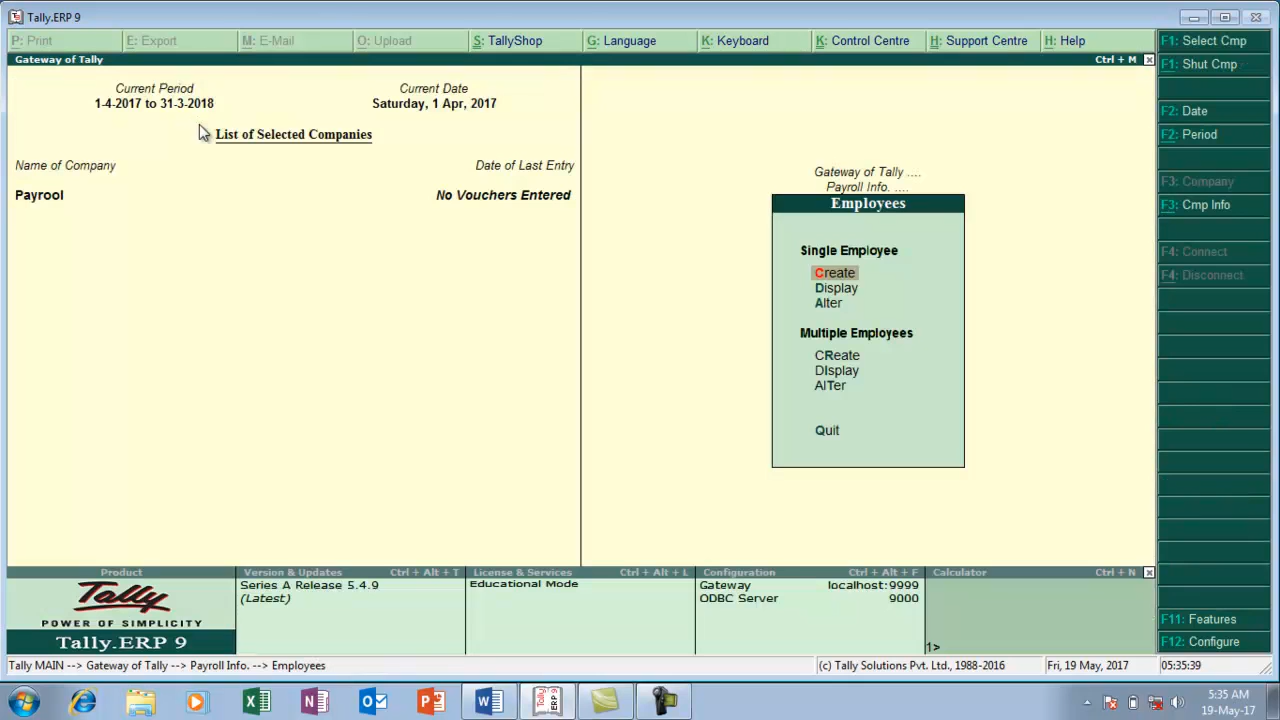 Tally.ERP 9
P: Print
E: Export
M: E-Mail
O: Upload
S: TallyShop
G: Language
K: Keyboard
K: Control Centre
H: Support Centre
H: Help
Gateway of Tally
Ctrl + M
Current Period
1-4-2017 to 31-3-2018
Current Date
Saturday, 1 Apr, 2017
List of Selected Companies
Name of Company
Date of Last Entry
Payrool
No Vouchers Entered
Gateway of Tally ....
Payroll Info. ....
Employees
Single Employee
Create
Display
Alter
Multiple Employees
CReate
DIsplay
AlTer
Quit
F1: Select Cmp
F1: Shut Cmp
F2: Date
F2: Period
F3: Company
F3: Cmp Info
F4: Connect
F4: Disconnect
F11: Features
F12: Configure
Product
Tally
POWER OF SIMPLICITY
Tally.ERP 9
Version & Updates Ctrl + Alt + T
Series A Release 5.4.9
(Latest)
License & Services Ctrl + Alt + L
Educational Mode
Configuration Ctrl + Alt + F
Gateway localhost:9999
ODBC Server 9000
Calculator Ctrl + N
1>
Tally MAIN --> Gateway of Tally --> Payroll Info. --> Employees
(c) Tally Solutions Pvt. Ltd., 1988-2016
Fri, 19 May, 2017
05:35:39
5:35 AM
19-May-17